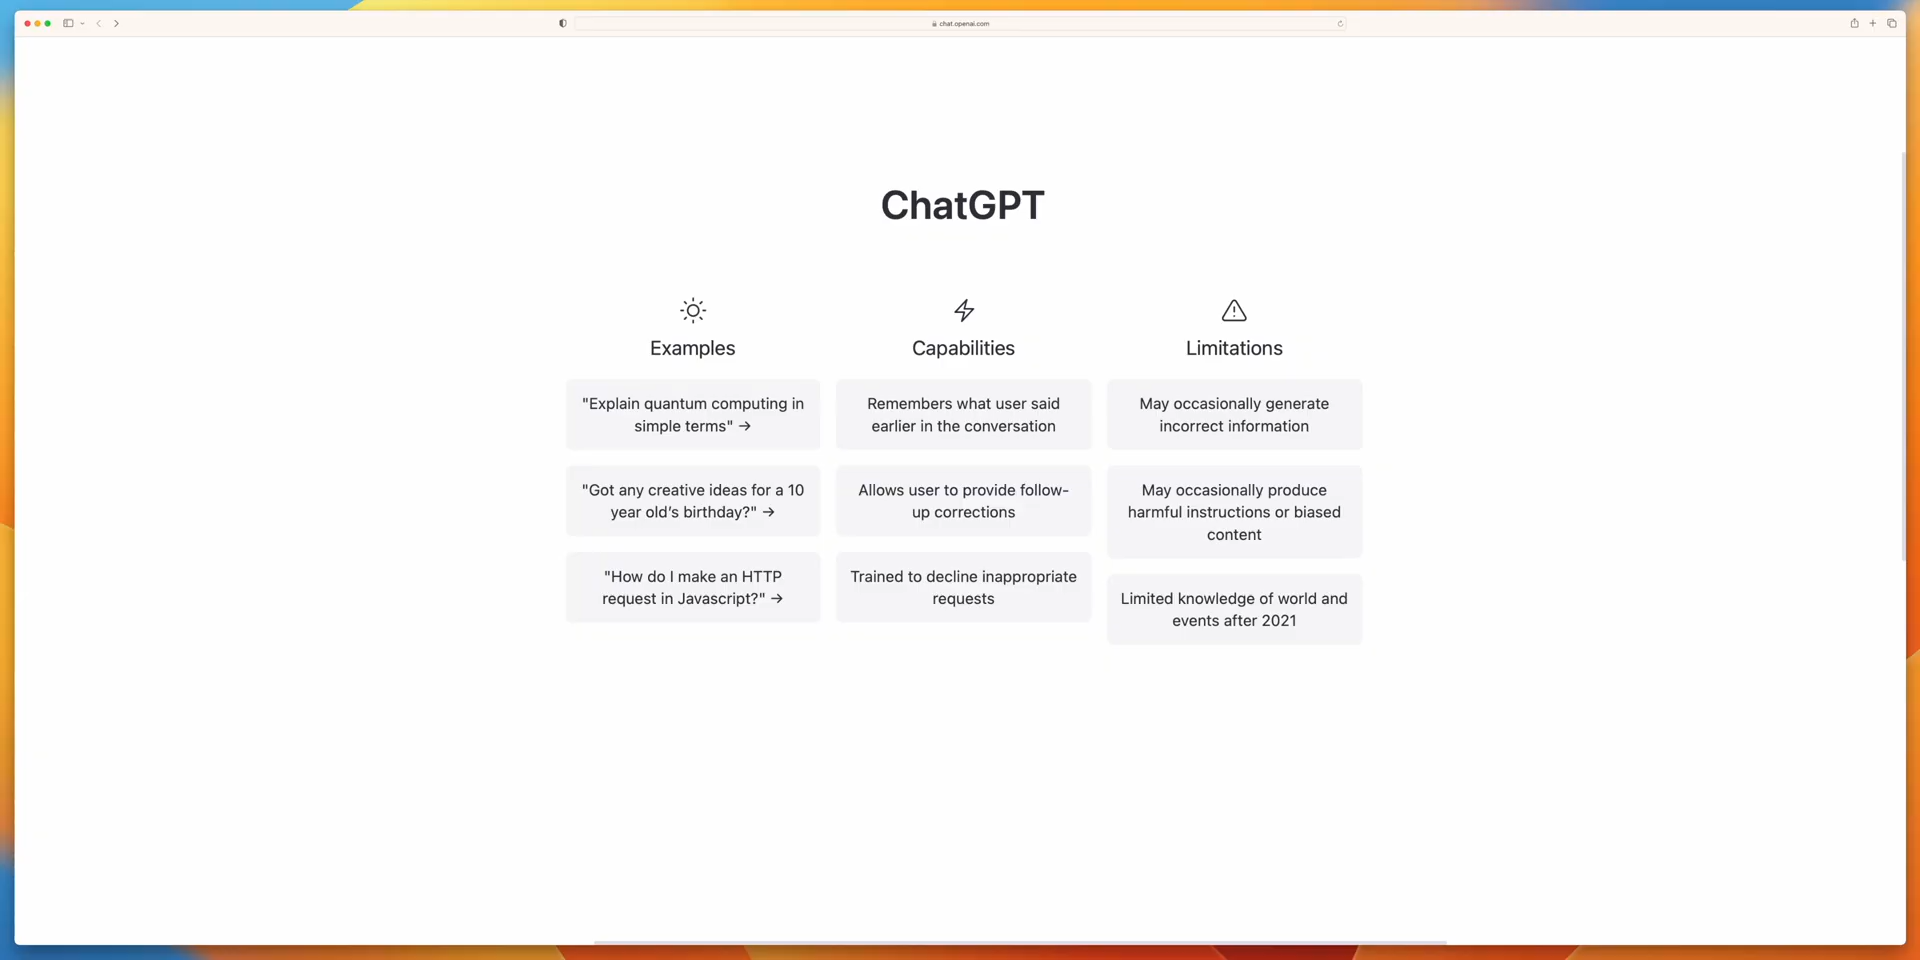 chat.openai.com
ChatGPT
Examples
"Explain quantum computing in
simple terms" →
"Got any creative ideas for a 10
year old’s birthday?" →
"How do I make an HTTP
request in Javascript?" →
Capabilities
Remembers what user said
earlier in the conversation
Allows user to provide follow-
up corrections
Trained to decline inappropriate
requests
Limitations
May occasionally generate
incorrect information
May occasionally produce
harmful instructions or biased
content
Limited knowledge of world and
events after 2021